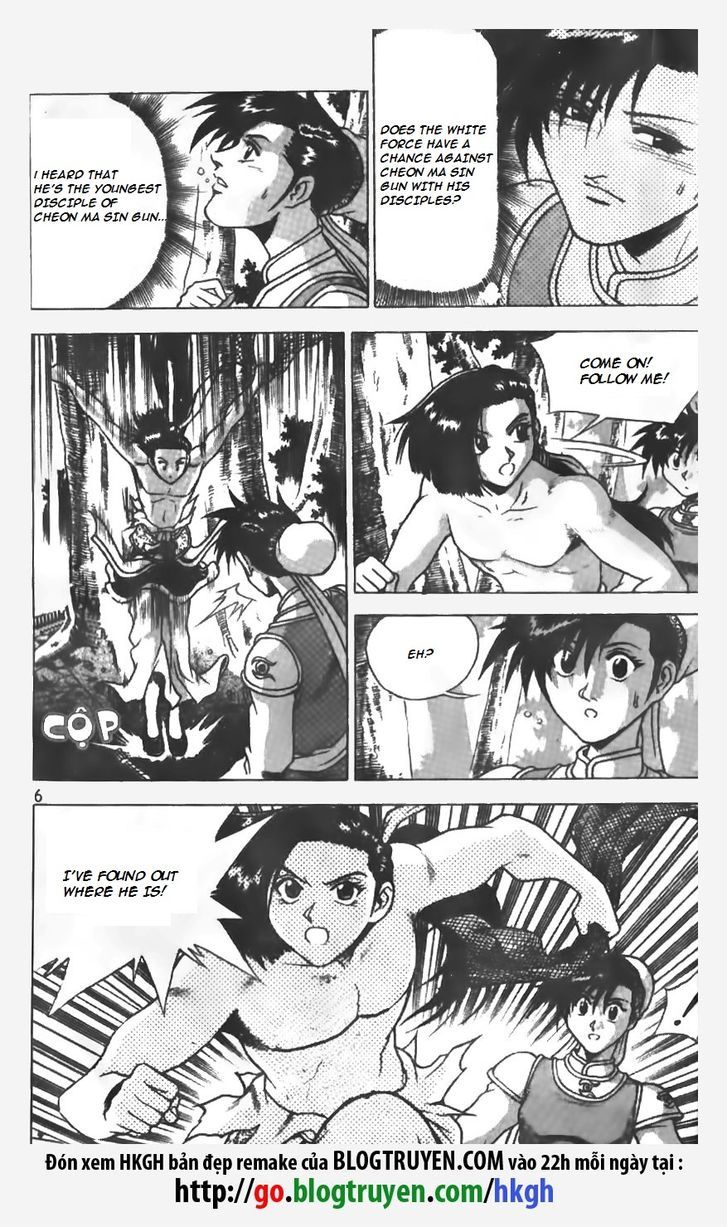 I HEARD THAT
HE'S THE YOUNGEST
DISCIPLE OF
CHEON MA SIN GUN...
DOES THE WHITE
FORCE HAVE A
CHANCE AGAINST
CHEON MA SIN
GUN WITH HIS
DISCIPLES?
CỘP
COME ON!
FOLLOW ME!
EH?
6
I'VE FOUND OUT
WHERE HE IS!
!
Đón xem HKGH bản đẹp remake của BLOGTRUYEN.COM vào 22h mỗi ngày tại :
http://go.blogtruyen.com/hkgh